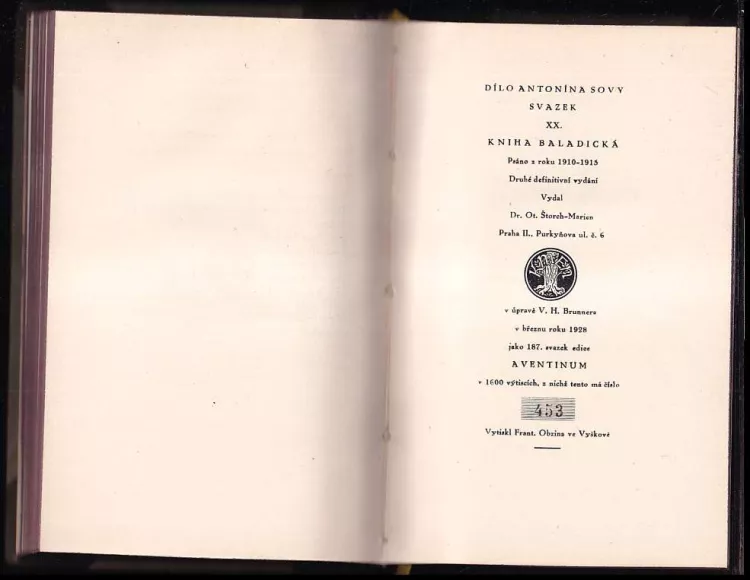 DÍLO ANTONÍNA SOVY
SVAZEK
XX.
KNIHA BALADICKÁ
Psáno z roku 1910-1915
Druhé definitivní vydání
Vydal
Dr. Ot. Štorch-Marien
Praha II., Purkyňova ul. č. 6
v úpravě V. H. Brunnera
v březnu roku 1928
jako 187. svazek edice
AVENTINUM
v 1600 výtiscích, z nichž tento má číslo
453
Vytiskl Frant. Obzina ve Vyškově